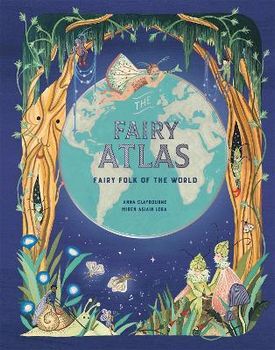 THE
FAIRY
ATLAS
FAIRY FOLK OF THE WORLD
ANNA CLAYBOURNE
MIREN ASIAIN LORA